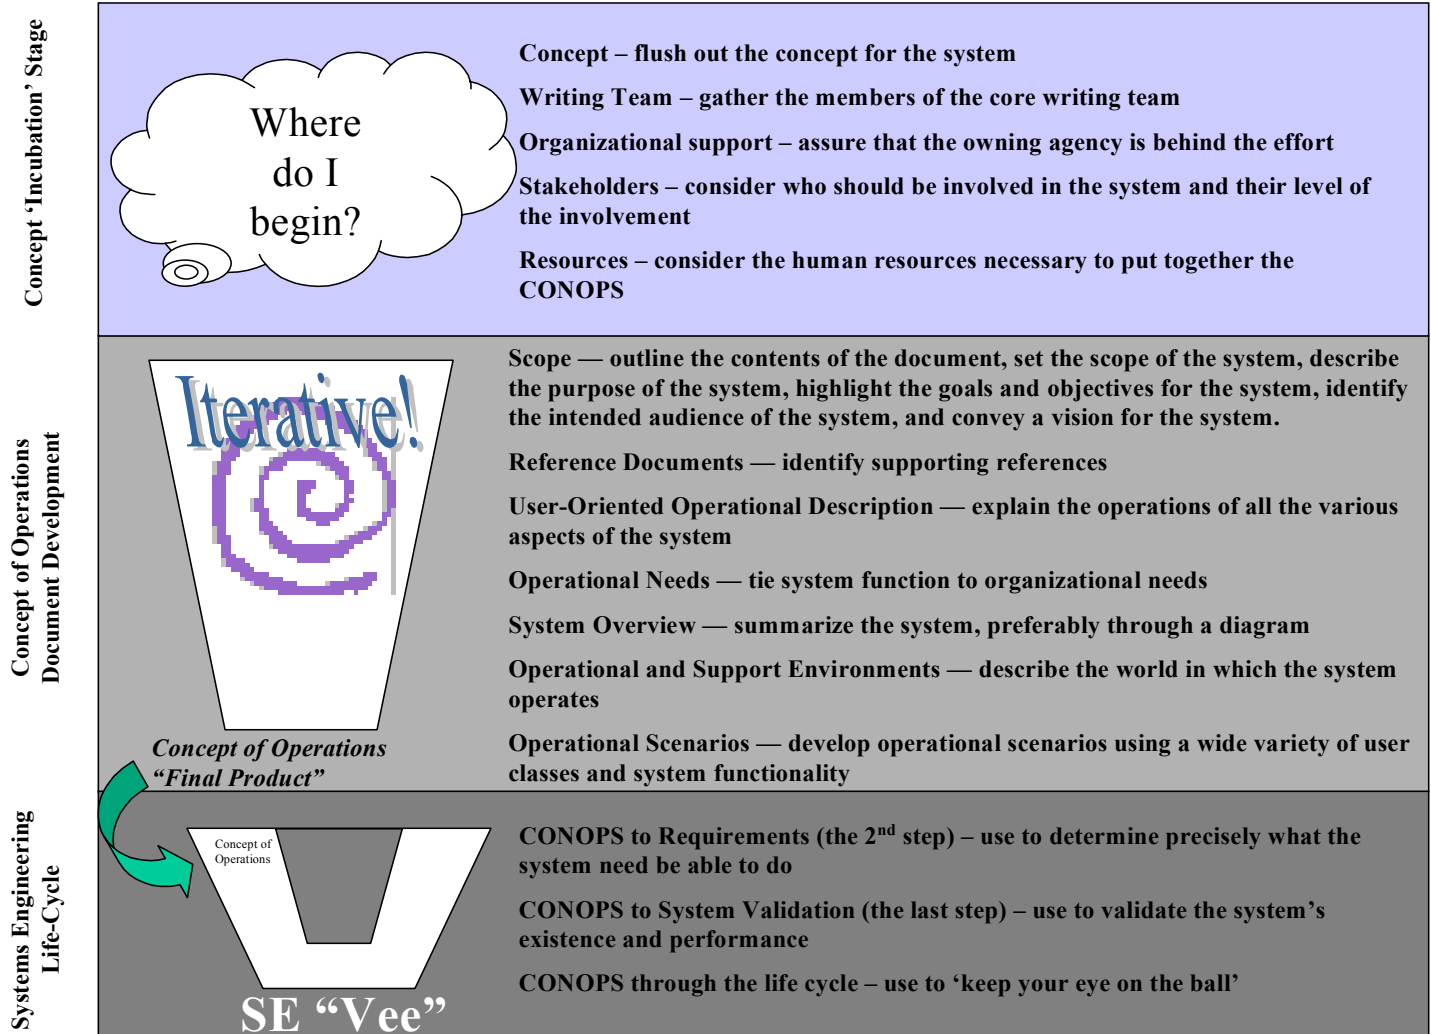 Concept ‘Incubation’ Stage
Where
do I
begin?
Concept – flush out the concept for the system
Writing Team – gather the members of the core writing team
Organizational support – assure that the owning agency is behind the effort
Stakeholders – consider who should be involved in the system and their level of
the involvement
Resources – consider the human resources necessary to put together the
CONOPS
Concept of Operations
Document Development
Iterative!
Concept of Operations
“Final Product”
Scope — outline the contents of the document, set the scope of the system, describe
the purpose of the system, highlight the goals and objectives for the system, identify
the intended audience of the system, and convey a vision for the system.
Reference Documents — identify supporting references
User-Oriented Operational Description — explain the operations of all the various
aspects of the system
Operational Needs — tie system function to organizational needs
System Overview — summarize the system, preferably through a diagram
Operational and Support Environments — describe the world in which the system
operates
Operational Scenarios — develop operational scenarios using a wide variety of user
classes and system functionality
Systems Engineering
Life-Cycle
Concept of
Operations
SE “Vee”
CONOPS to Requirements (the 2nd step) – use to determine precisely what the
system need be able to do
CONOPS to System Validation (the last step) – use to validate the system’s
existence and performance
CONOPS through the life cycle – use to ‘keep your eye on the ball’